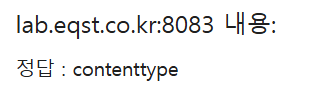 lab.eqst.co.kr:8083 내용:
정답 : contenttype